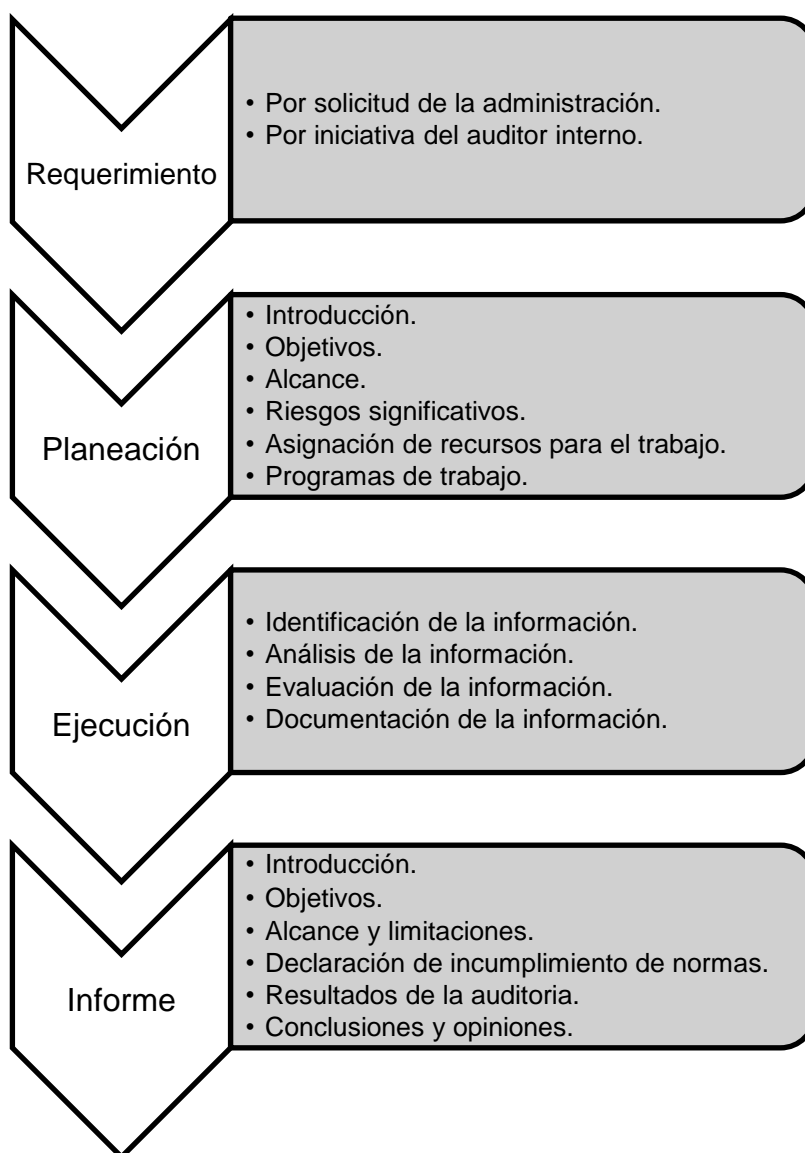 Requerimiento
• Por solicitud de la administración.
• Por iniciativa del auditor interno.
Planeación
• Introducción.
• Objetivos.
• Alcance.
• Riesgos significativos.
• Asignación de recursos para el trabajo.
• Programas de trabajo.
Ejecución
• Identificación de la información.
• Análisis de la información.
• Evaluación de la información.
• Documentación de la información.
Informe
• Introducción.
• Objetivos.
• Alcance y limitaciones.
• Declaración de incumplimiento de normas.
• Resultados de la auditoria.
• Conclusiones y opiniones.